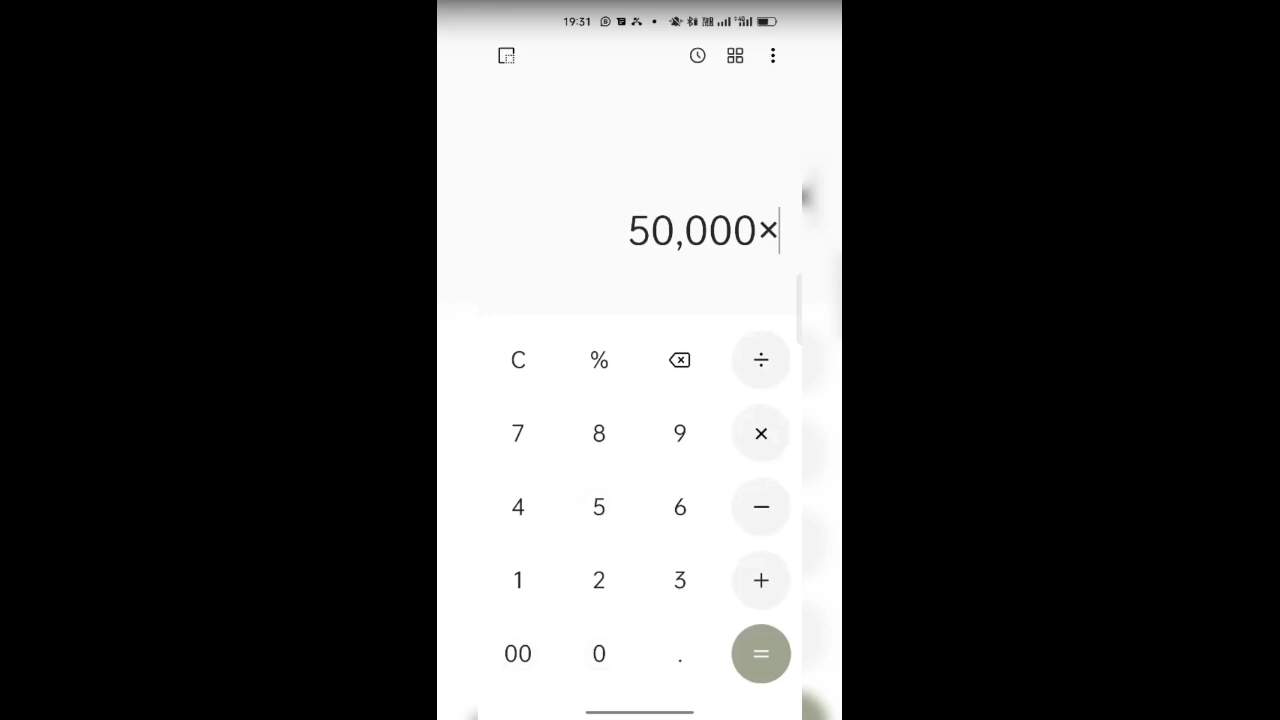 19:31
50,000×
C % ÷
7 8 9 ×
4 5 6 −
1 2 3 +
00 0 . =